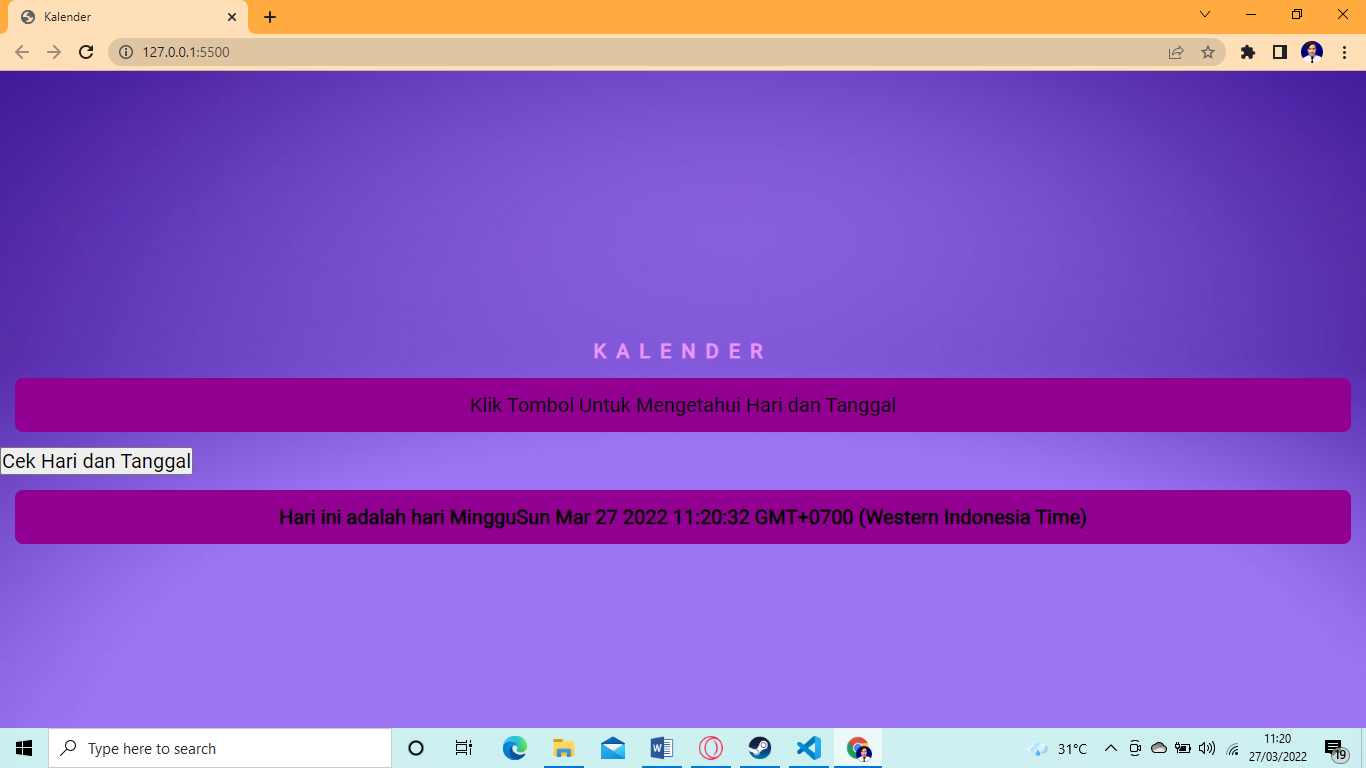 Kalender
127.0.0.1:5500
KALENDER
Klik Tombol Untuk Mengetahui Hari dan Tanggal
Cek Hari dan Tanggal
Hari ini adalah hari MingguSun Mar 27 2022 11:20:32 GMT+0700 (Western Indonesia Time)
Type here to search
31°C
11:20
27/03/2022
19